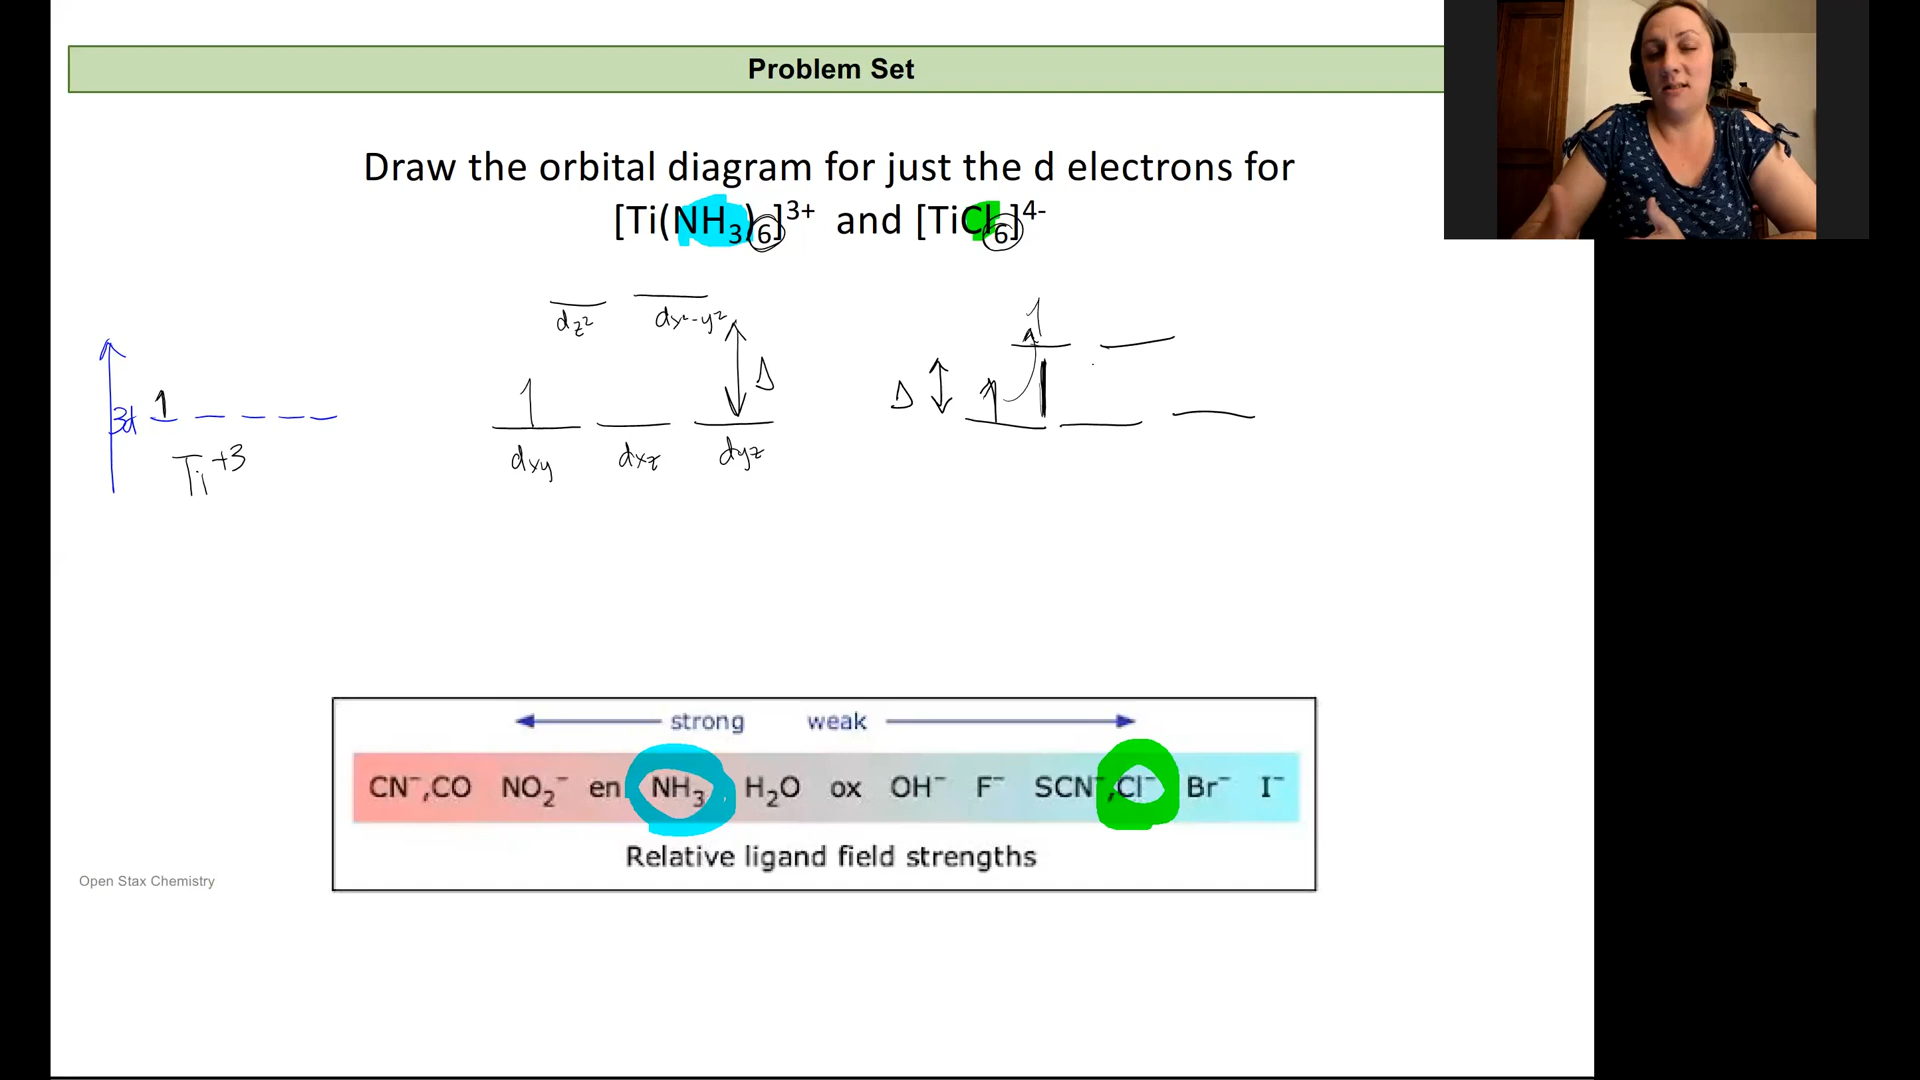 Problem Set
Draw the orbital diagram for just the d electrons for
[Ti(NH₃)₆]³⁺ and [TiCl₆]⁴⁻
dz² dx²-y²
Δ
Δ
3d 1
Ti⁺³
dxy dxz dyz
strong weak
CN⁻,CO NO₂⁻ en NH₃ H₂O ox OH⁻ F⁻ SCN⁻,Cl⁻ Br⁻ I⁻
Relative ligand field strengths
Open Stax Chemistry